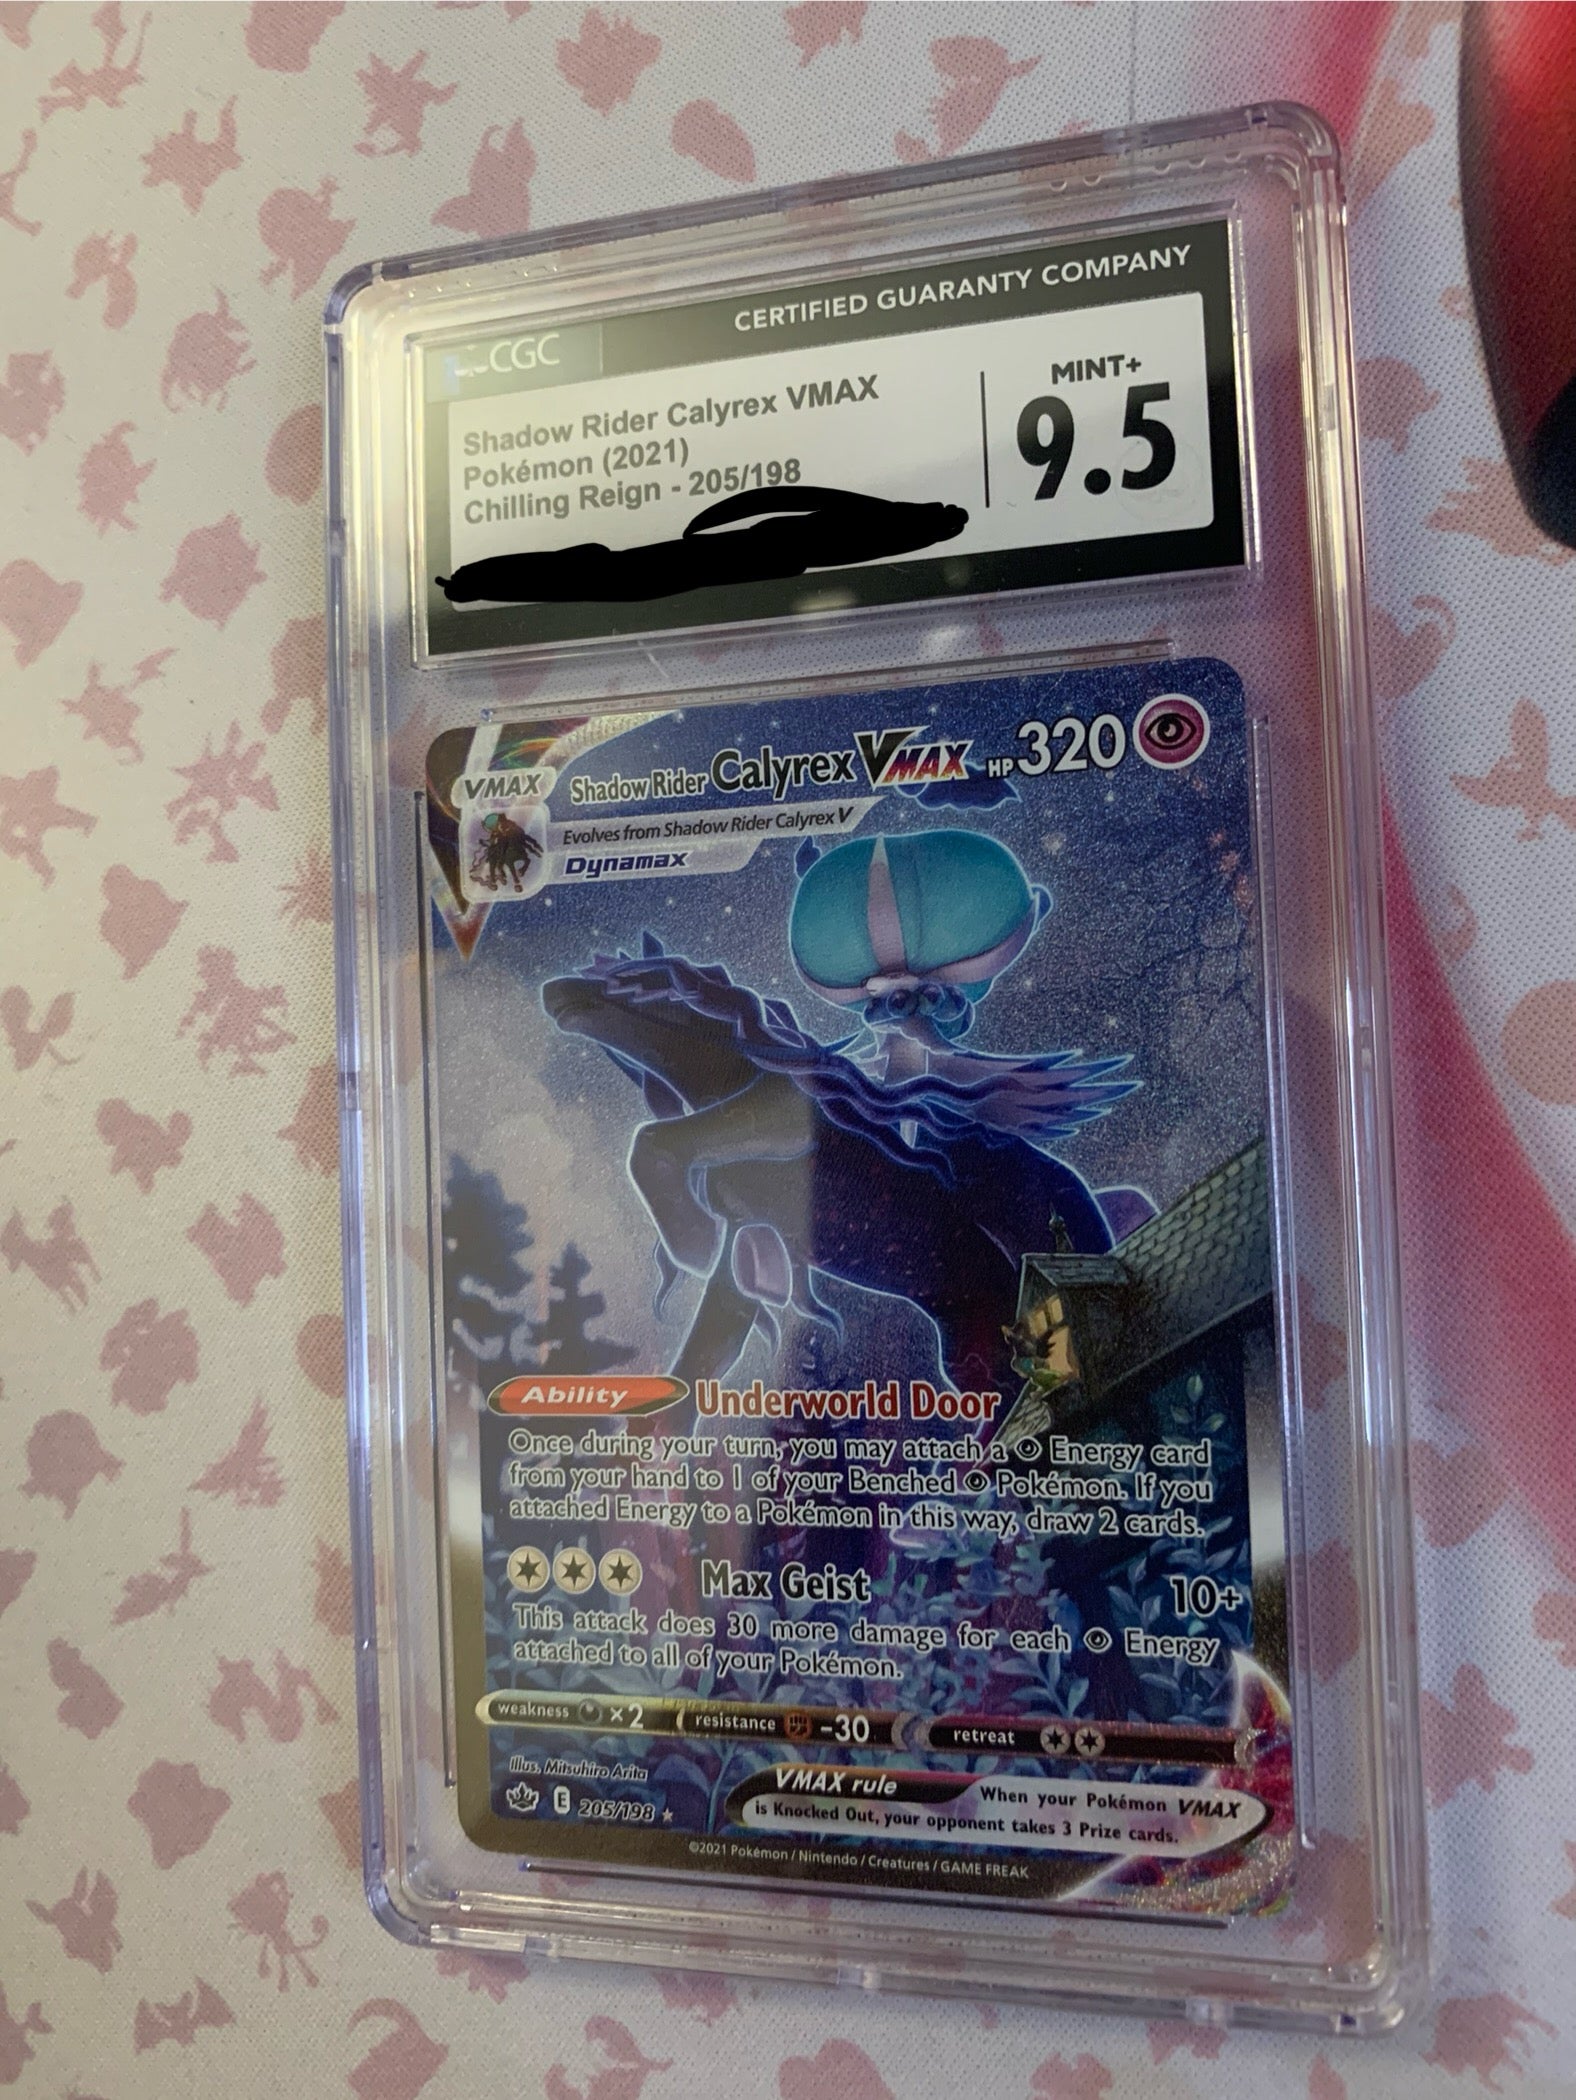 CGC
CERTIFIED GUARANTY COMPANY
Shadow Rider Calyrex VMAX
Pokémon (2021)
Chilling Reign - 205/198
MINT+
9.5
VMAX
Shadow Rider Calyrex VMAX HP 320
Evolves from Shadow Rider Calyrex V
Dynamax
Ability Underworld Door
Once during your turn, you may attach a Energy card
from your hand to 1 of your Benched Pokémon. If you
attached Energy to a Pokémon in this way, draw 2 cards.
Max Geist 10+
This attack does 30 more damage for each Energy
attached to all of your Pokémon.
weakness ×2 resistance -30 retreat
Illus. Mitsuhiro Arita
E 205/198 ★
VMAX rule When your Pokémon VMAX
is Knocked Out, your opponent takes 3 Prize cards.
©2021 Pokémon / Nintendo / Creatures / GAME FREAK